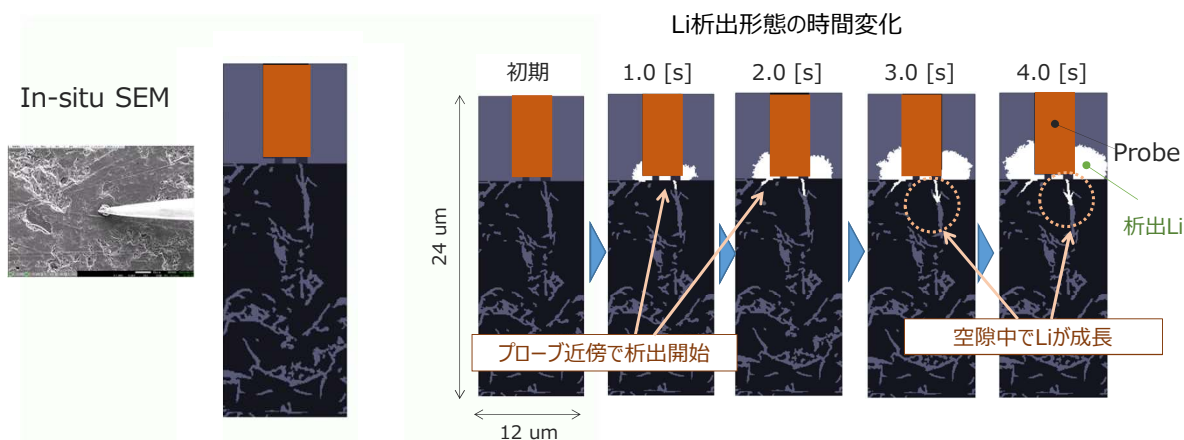 Li析出形態の時間変化
In-situ SEM
初期
1.0 [s]
2.0 [s]
3.0 [s]
4.0 [s]
Probe
析出Li
24 um
12 um
プローブ近傍で析出開始
空隙中でLiが成長